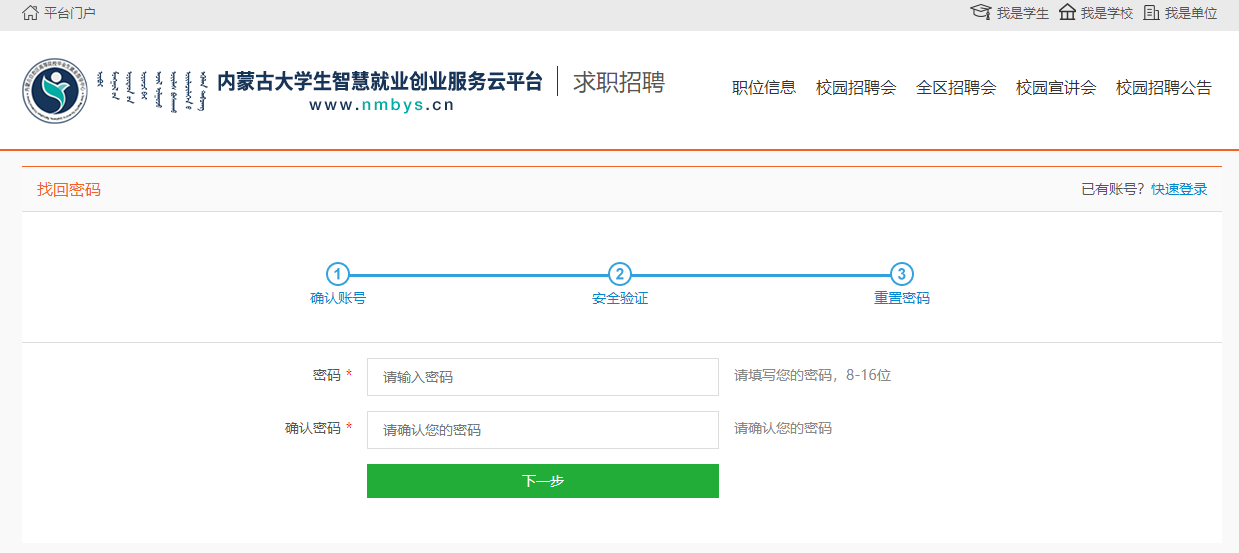 平台门户
我是学生 我是学校 我是单位
内蒙古大学生智慧就业创业服务云平台 求职招聘
www.nmbys.cn
职位信息 校园招聘会 全区招聘会 校园宣讲会 校园招聘公告
找回密码
已有账号？快速登录
1 2 3
确认账号 安全验证 重置密码
密码 * 请输入密码 请填写您的密码，8-16位
确认密码 * 请确认您的密码 请确认您的密码
下一步